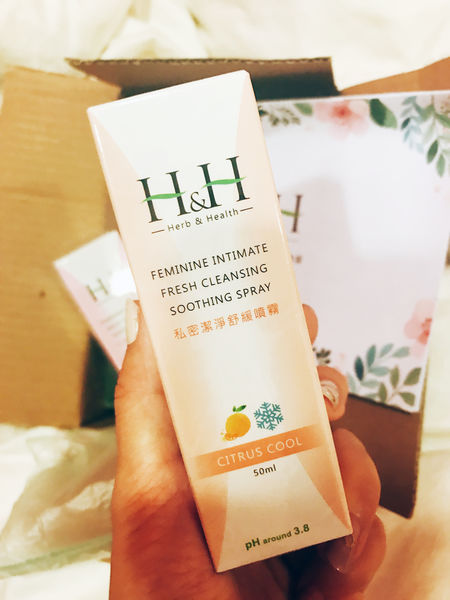 H&H
Herb & Health
FEMININE INTIMATE
FRESH CLEANSING
SOOTHING SPRAY
私密潔淨舒緩噴霧
CITRUS COOL
50ml
pH around 3.8
H
H